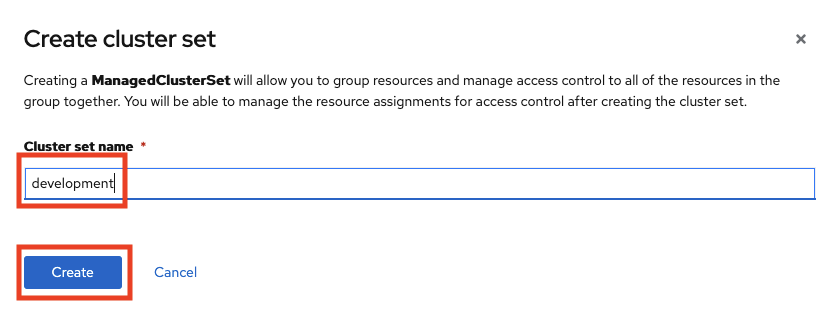 Create cluster set
×
Creating a ManagedClusterSet will allow you to group resources and manage access control to all of the resources in the
group together. You will be able to manage the resource assignments for access control after creating the cluster set.
Cluster set name *
development
Create Cancel